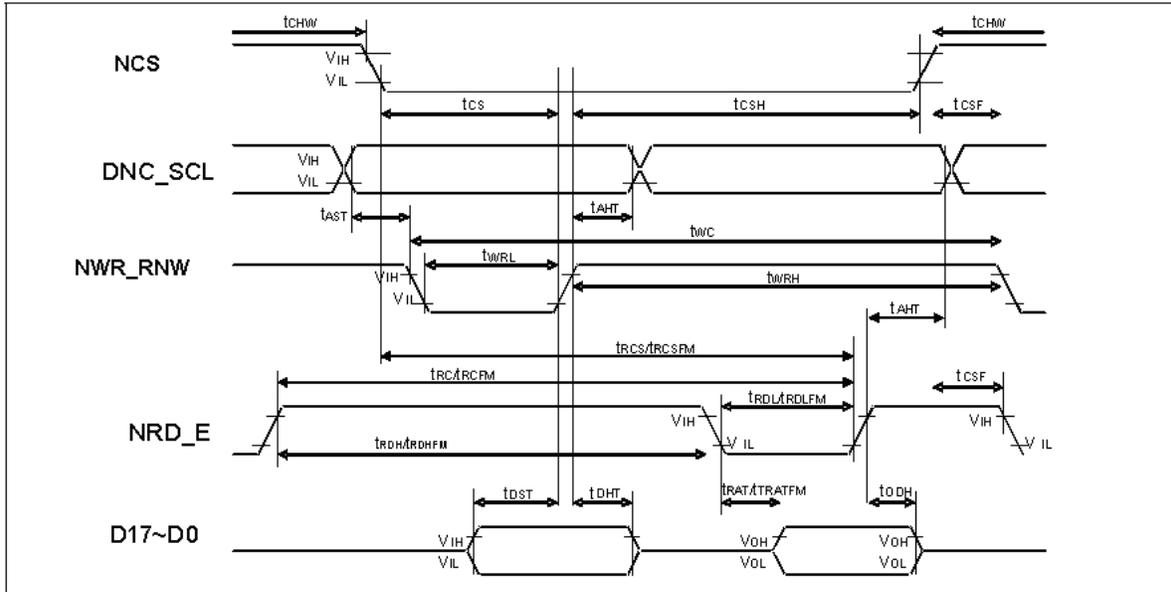 tCHW tCHW
NCS
VIH
VIL
tCS tCSH tCSF
DNC_SCL
VIH
VIL
tAST tAHT
tWC
NWR_RNW
tWRL
VIH
tWRH
VIL
tAHT
tRCS/tRCSFM
tRC/tRCFM
tRDL/tRDLFM tCSF
NRD_E
VIH VIH
VIL VIL
tRDH/tRDHFM
tDST tDHT tRAT/tTRATFM tODH
D17~D0
VIH VOH VOH
VIL VOL VOL